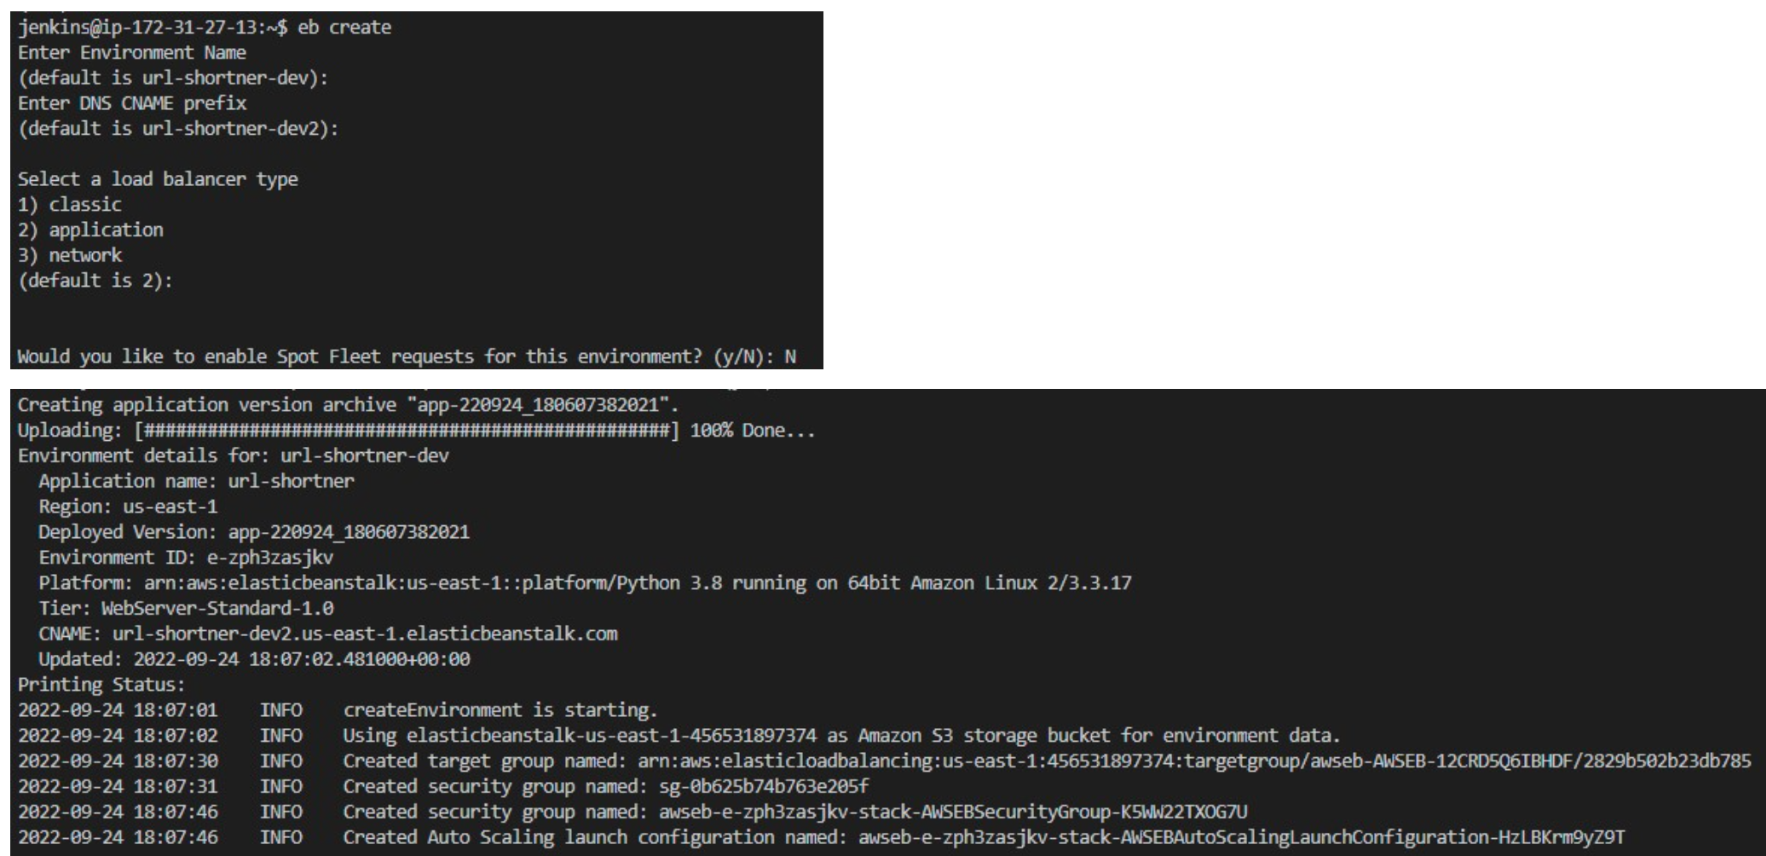 jenkins@ip-172-31-27-13:~$ eb create
Enter Environment Name
(default is url-shortner-dev):
Enter DNS CNAME prefix
(default is url-shortner-dev2):
Select a load balancer type
1) classic
2) application
3) network
(default is 2):
Would you like to enable Spot Fleet requests for this environment? (y/N): N
Creating application version archive "app-220924_180607382021".
Uploading: [##################################################] 100% Done...
Environment details for: url-shortner-dev
Application name: url-shortner
Region: us-east-1
Deployed Version: app-220924_180607382021
Environment ID: e-zph3zasjkv
Platform: arn:aws:elasticbeanstalk:us-east-1::platform/Python 3.8 running on 64bit Amazon Linux 2/3.3.17
Tier: WebServer-Standard-1.0
CNAME: url-shortner-dev2.us-east-1.elasticbeanstalk.com
Updated: 2022-09-24 18:07:02.481000+00:00
Printing Status:
2022-09-24 18:07:01 INFO createEnvironment is starting.
2022-09-24 18:07:02 INFO Using elasticbeanstalk-us-east-1-456531897374 as Amazon S3 storage bucket for environment data.
2022-09-24 18:07:30 INFO Created target group named: arn:aws:elasticloadbalancing:us-east-1:456531897374:targetgroup/awseb-AWSEB-12CRD5Q6IBHDF/2829b502b23db785
2022-09-24 18:07:31 INFO Created security group named: sg-0b625b74b763e205f
2022-09-24 18:07:46 INFO Created security group named: awseb-e-zph3zasjkv-stack-AWSEBSecurityGroup-K5WW22TXOG7U
2022-09-24 18:07:46 INFO Created Auto Scaling launch configuration named: awseb-e-zph3zasjkv-stack-AWSEBAutoScalingLaunchConfiguration-HzLBKrm9yZ9T